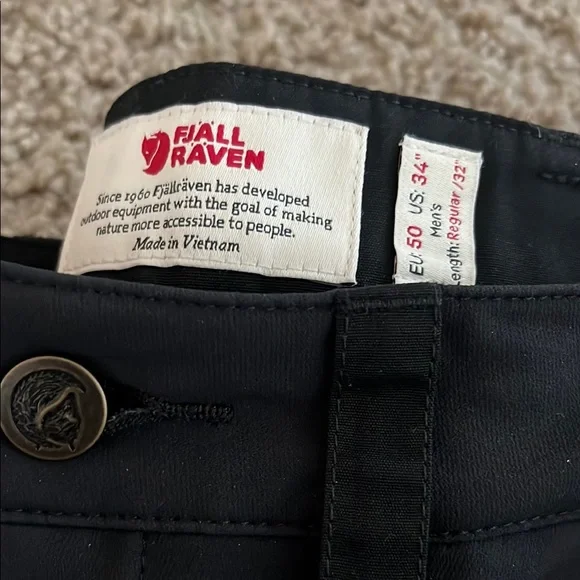 FJÄLL
RÄVEN
Since 1960 Fjällräven has developed
outdoor equipment with the goal of making
nature more accessible to people.
Made in Vietnam
EU: 50 US: 34"
Men's
Length: Regular /32"